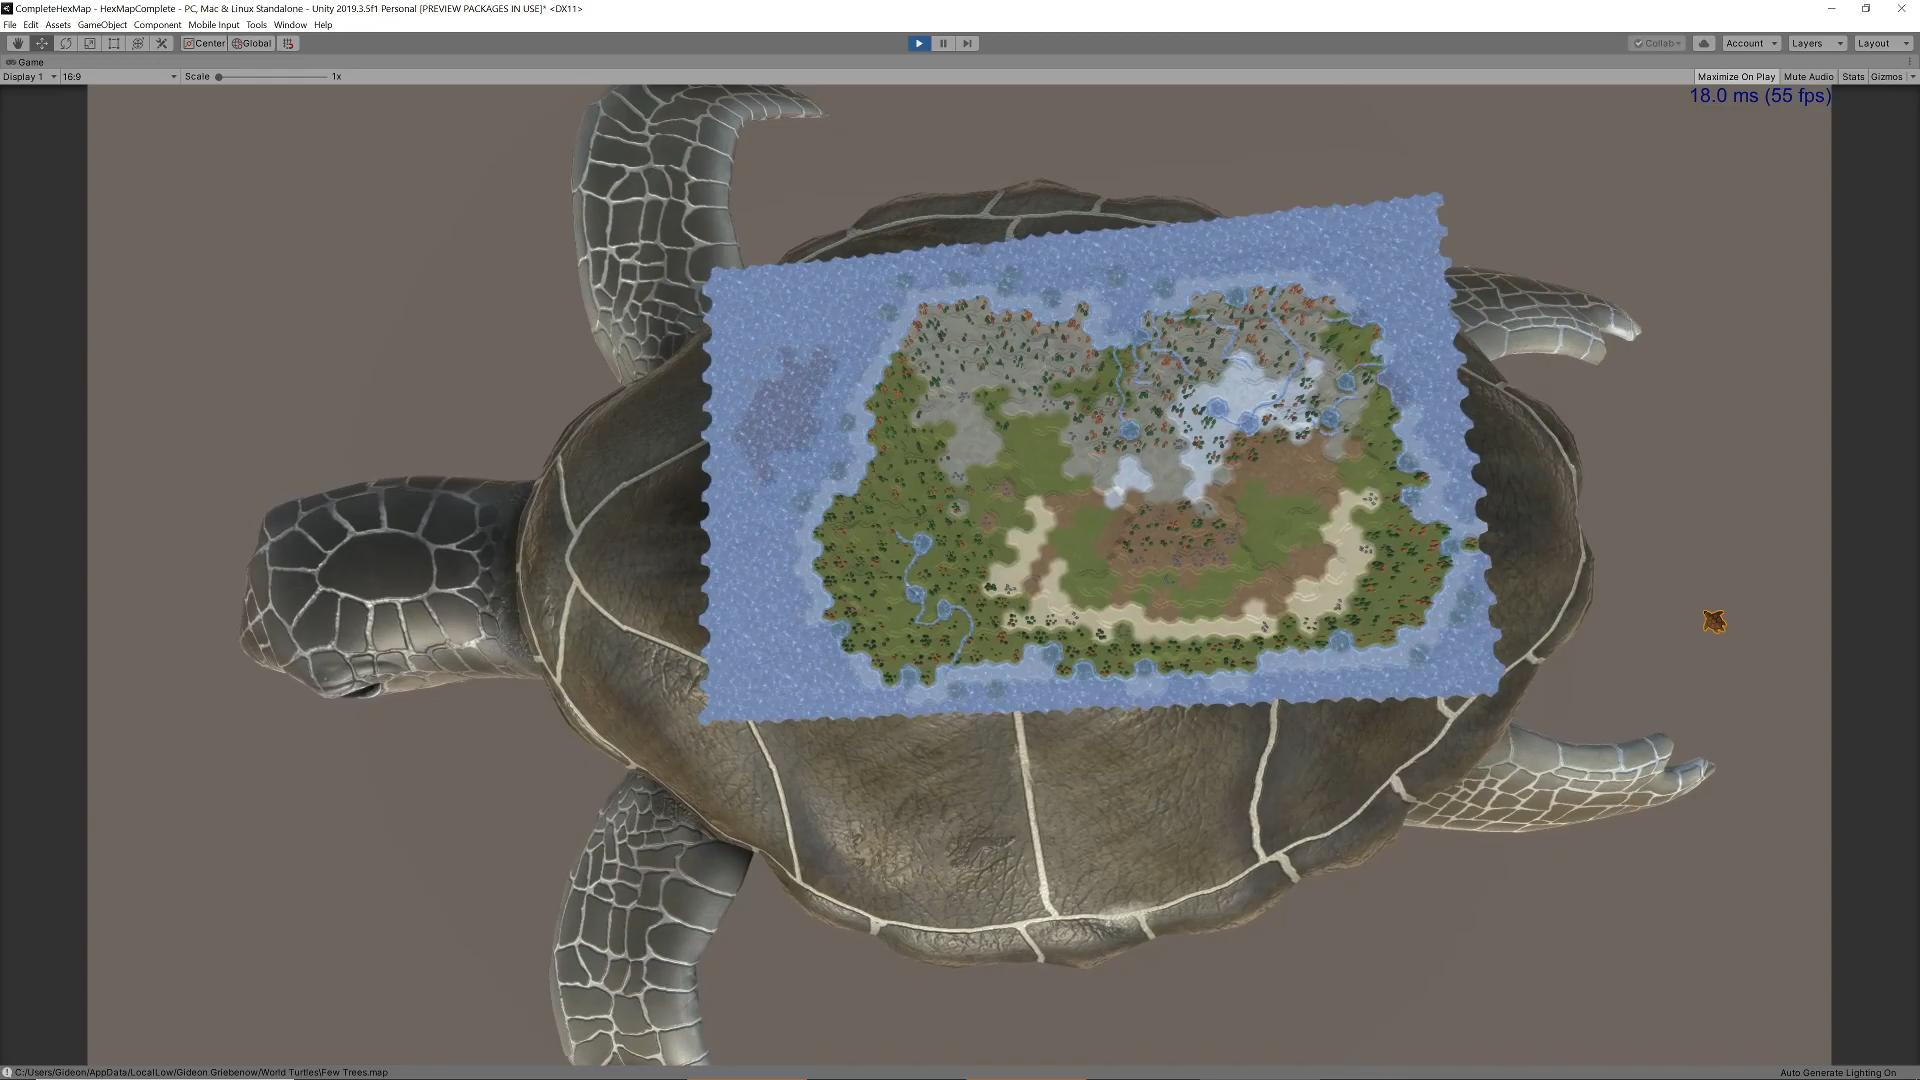 CompleteHexMap - HexMapComplete - PC, Mac & Linux Standalone - Unity 2019.3.5f1 Personal [PREVIEW PACKAGES IN USE]* <DX11>
File Edit Assets GameObject Component Mobile Input Tools Window Help
Center Global Collab Account Layers Layout
Game
Display 1 16:9 Scale 1x Maximize On Play Mute Audio Stats Gizmos
18.0 ms (55 fps)
C:/Users/Gideon/AppData/LocalLow/Gideon Griebenow/World Turtles\Few Trees.map Auto Generate Lighting On